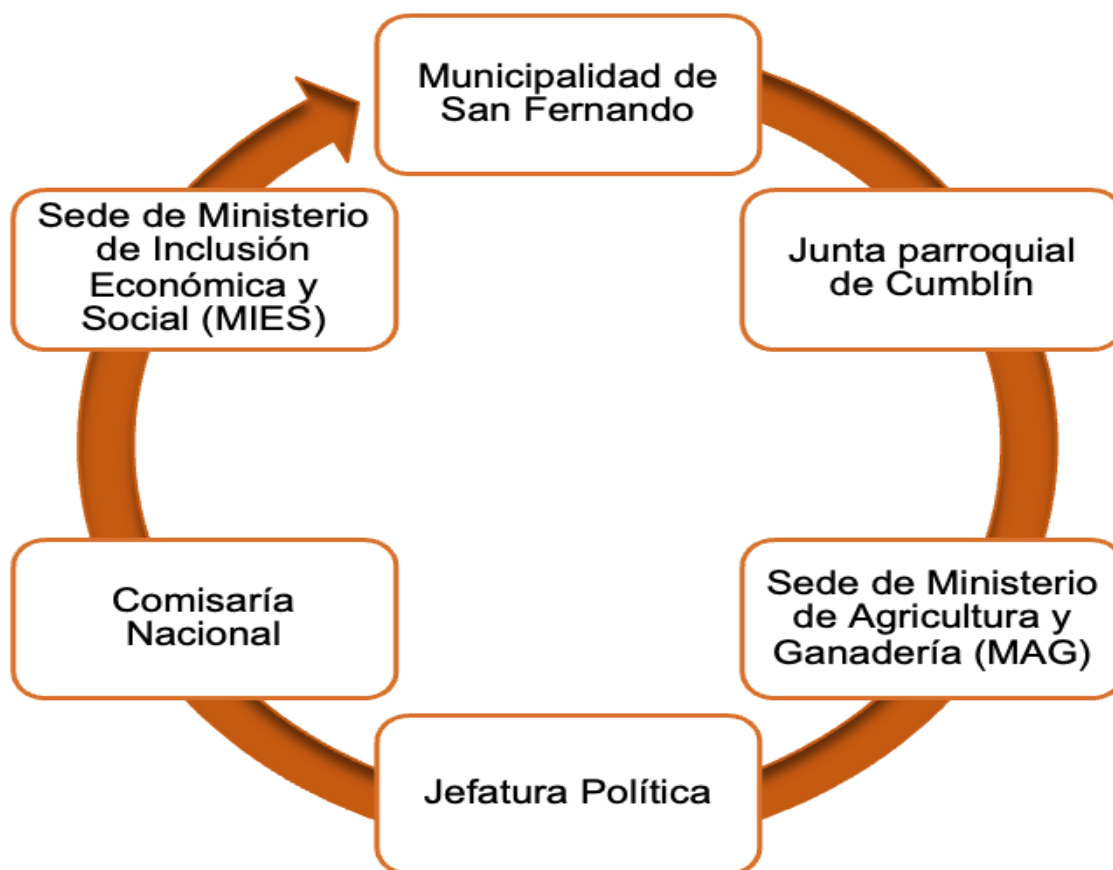 Municipalidad de
San Fernando
Junta parroquial
de Cumblín
Sede de Ministerio
de Agricultura y
Ganadería (MAG)
Jefatura Política
Comisaría
Nacional
Sede de Ministerio
de Inclusión
Económica y
Social (MIES)